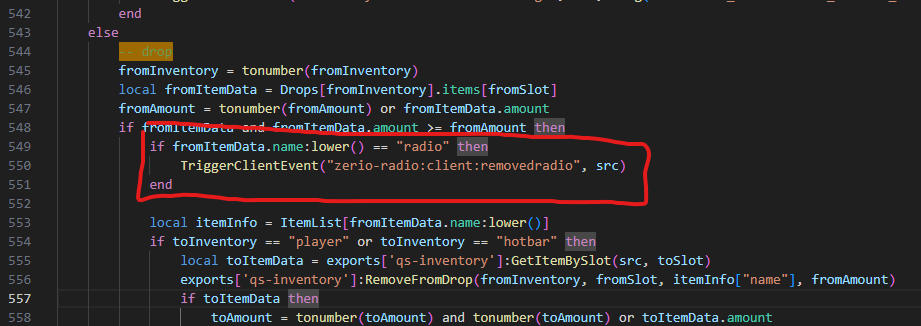 542 end
543 else
544 -- drop
545 fromInventory = tonumber(fromInventory)
546 local fromItemData = Drops[fromInventory].items[fromSlot]
547 fromAmount = tonumber(fromAmount) or fromItemData.amount
548 if fromItemData and fromItemData.amount >= fromAmount then
549 if fromItemData.name:lower() == "radio" then
550 TriggerClientEvent("zerio-radio:client:removedradio", src)
551 end
552
553 local itemInfo = ItemList[fromItemData.name:lower()]
554 if toInventory == "player" or toInventory == "hotbar" then
555 local toItemData = exports['qs-inventory']:GetItemBySlot(src, toSlot)
556 exports['qs-inventory']:RemoveFromDrop(fromInventory, fromSlot, itemInfo["name"], fromAmount)
557 if toItemData then
558 toAmount = tonumber(toAmount) and tonumber(toAmount) or toItemData.amount